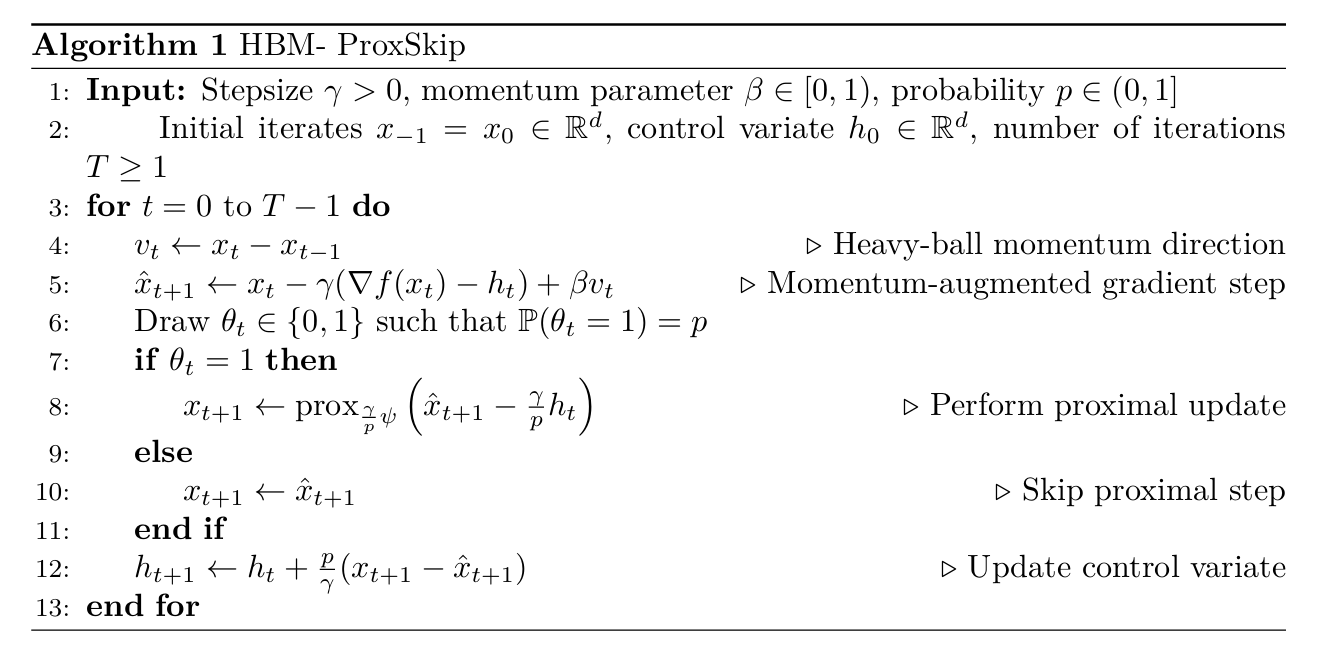 Algorithm 1 HBM- ProxSkip
1: Input: Stepsize γ > 0, momentum parameter β ∈ [0, 1), probability p ∈ (0, 1]
2: Initial iterates x_{−1} = x_0 ∈ ℝ^d, control variate h_0 ∈ ℝ^d, number of iterations
T ≥ 1
3: for t = 0 to T − 1 do
4: v_t ← x_t − x_{t−1} ▷ Heavy-ball momentum direction
5: x̂_{t+1} ← x_t − γ(∇f(x_t) − h_t) + βv_t ▷ Momentum-augmented gradient step
6: Draw θ_t ∈ {0, 1} such that ℙ(θ_t = 1) = p
7: if θ_t = 1 then
8: x_{t+1} ← prox_{γ/p ψ} (x̂_{t+1} − γ/p h_t) ▷ Perform proximal update
9: else
10: x_{t+1} ← x̂_{t+1} ▷ Skip proximal step
11: end if
12: h_{t+1} ← h_t + p/γ (x_{t+1} − x̂_{t+1}) ▷ Update control variate
13: end for